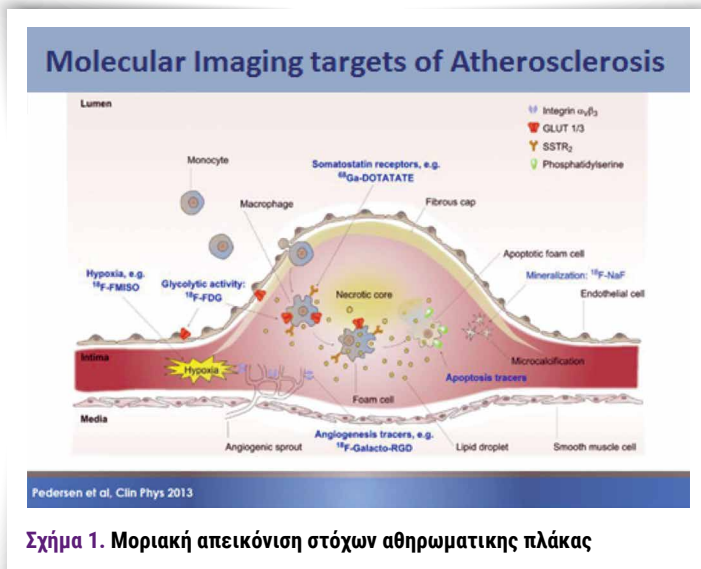 Molecular Imaging targets of Atherosclerosis
Lumen
Integrin αvβ3
GLUT 1/3
SSTR2
Phosphatidylserine
Monocyte
Somatostatin receptors, e.g.
⁶⁸Ga-DOTATATE
Macrophage
Fibrous cap
Apoptotic foam cell
Hypoxia, e.g.
¹⁸F-FMISO
Glycolytic activity:
¹⁸F-FDG
Mineralization: ¹⁸F-NaF
Necrotic core
Endothelial cell
Intima
Hypoxia
Microcalcification
Apoptosis tracers
Foam cell
Media
Angiogenesis tracers, e.g.
¹⁸F-Galacto-RGD
Angiogenic sprout
Lipid droplet
Smooth muscle cell
Pedersen et al, Clin Phys 2013
Σχήμα 1. Μοριακή απεικόνιση στόχων αθηρωματικης πλάκας